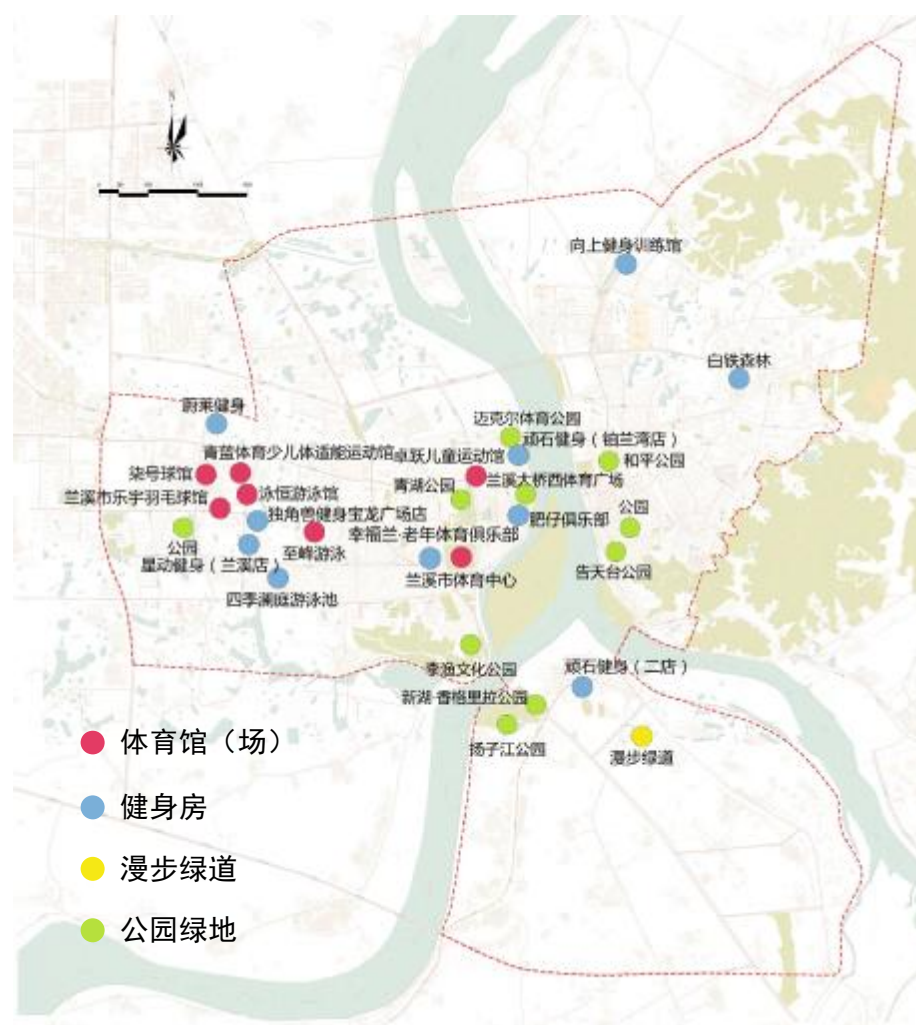 N
向上健身训练馆
白铁森林
蔚莱健身
迈克尔体育公园
顽石健身（铂兰湾店）
青蓝体育少儿体适能运动馆
卓跃儿童运动馆
和平公园
柒号球馆
兰溪大桥西体育广场
泳恒游泳馆
青湖公园
兰溪市乐宇羽毛球馆
公园
独角兽健身宝龙广场店
肥仔俱乐部
幸福兰·老年体育俱乐部
公园
至峰游泳
星动健身（兰溪店）
兰溪市体育中心
告天台公园
四季澜庭游泳池
李渔文化公园
顽石健身（二店）
新湖·香格里拉公园
扬子江公园
漫步绿道
体育馆（场）
健身房
漫步绿道
公园绿地